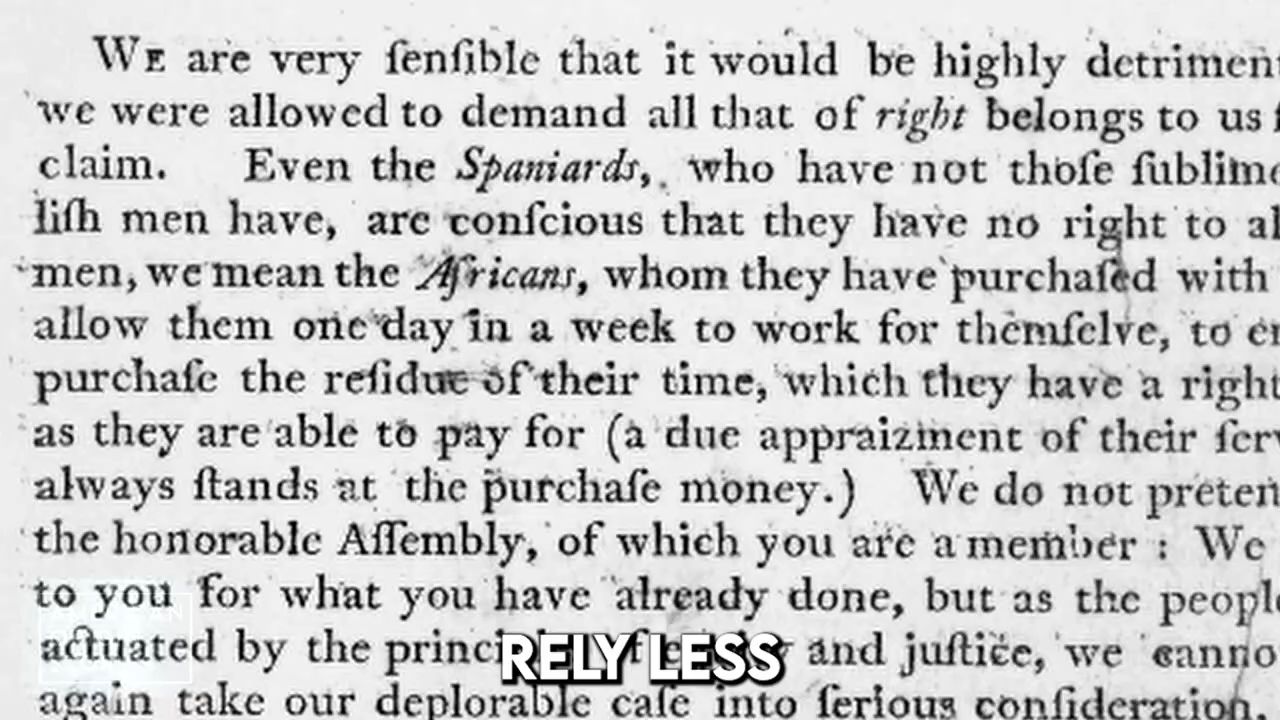 WE are very ſenſible that it would be highly detriment
we were allowed to demand all that of right belongs to us f
claim. Even the Spaniards, who have not thoſe ſublime
liſh men have, are conſcious that they have no right to al
men, we mean the Africans, whom they have purchaſed with
allow them one day in a week to work for themſelve, to en
purchaſe the reſidue of their time, which they have a right
as they are able to pay for (a due appraizment of their ſerv
always ſtands at the purchaſe money.) We do not preten
the honorable Aſſembly, of which you are a member : We
to you for what you have already done, but as the people
actuated by the princi and juſtice, we canno
RELY LESS
again take our deplorable caſe into ſerious conſideration,